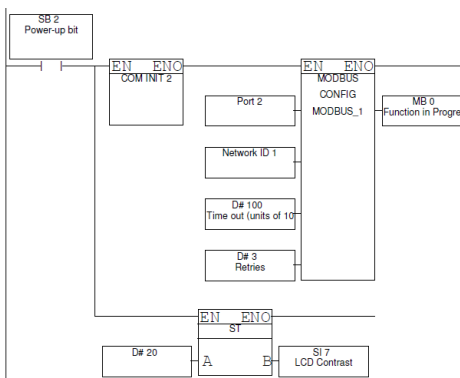 SB 2
Power-up bit
EN ENO
COM INIT 2
EN ENO
MODBUS
CONFIG
MODBUS_1
Port 2
MB 0
Function in Progre
Network ID 1
D# 100
Time out (units of 10
D# 3
Retries
EN ENO
ST
D# 20
A B
SI 7
LCD Contrast